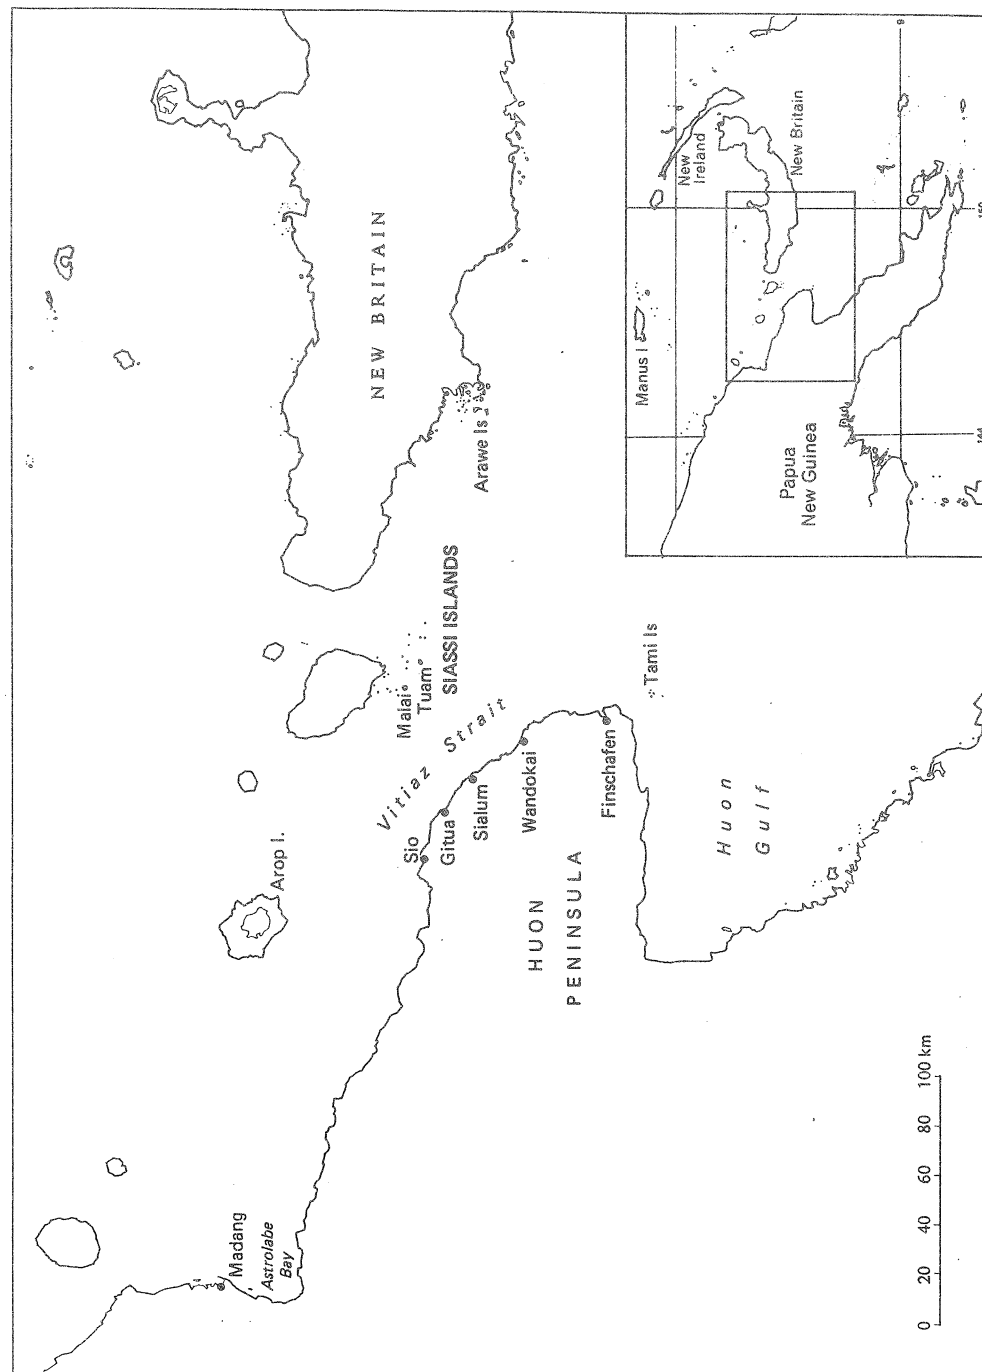 NEW BRITAIN
Arawe Is
SIASSI ISLANDS
Malai
Tuam
Vitiaz Strait
Arop I.
Sio
Gitua
Sialum
Wandokai
Finschafen
Tami Is
HUON
PENINSULA
Huon
Gulf
Madang
Astrolabe
Bay
0 20 40 60 80 100 km
New
Ireland
New Britain
Manus I
Papua
New Guinea